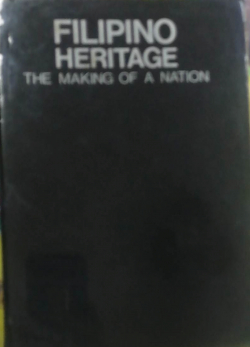 FILIPINO
HERITAGE
THE MAKING OF A NATION